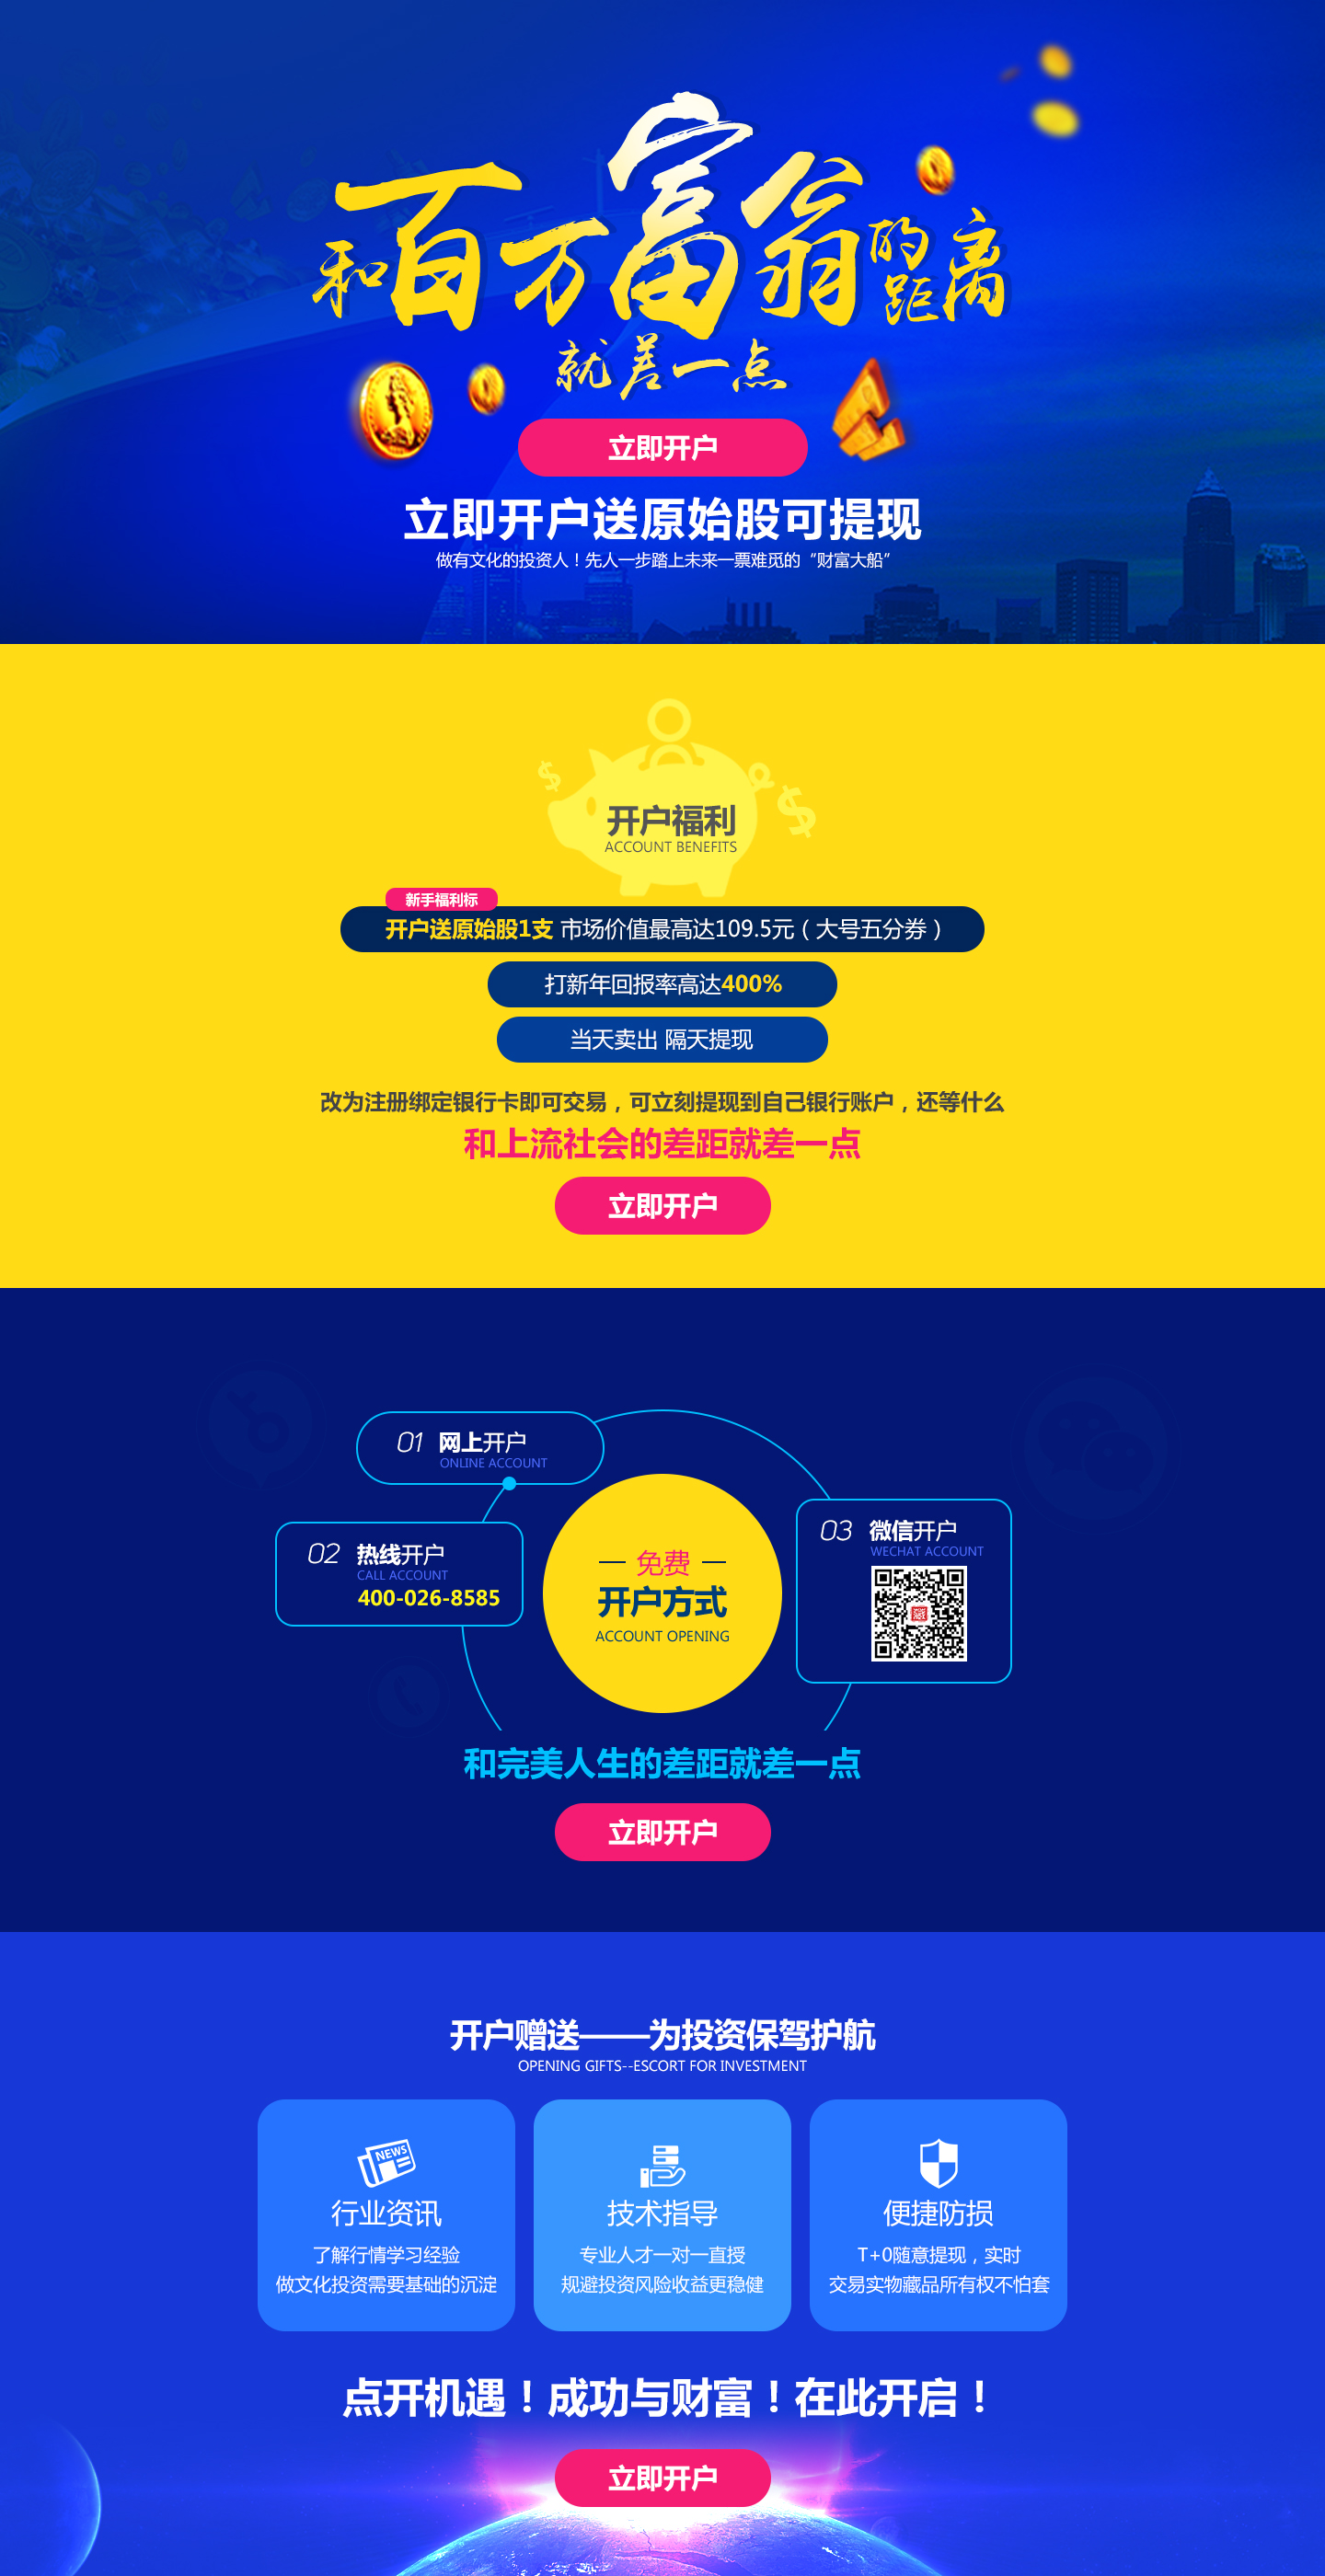 和百万富翁的距离
就差一点
立即开户
立即开户送原始股可提现
做有文化的投资人！先人一步踏上未来一票难觅的“财富大船”
开户福利
ACCOUNT BENEFITS
新手福利标
开户送原始股1支 市场价值最高达109.5元（大号五分券）
打新年回报率高达400%
当天卖出 隔天提现
改为注册绑定银行卡即可交易，可立刻提现到自己银行账户，还等什么
和上流社会的差距就差一点
立即开户
01 网上开户
ONLINE ACCOUNT
02 热线开户
CALL ACCOUNT
400-026-8585
免费
开户方式
ACCOUNT OPENING
03 微信开户
WECHAT ACCOUNT
和完美人生的差距就差一点
立即开户
开户赠送——为投资保驾护航
OPENING GIFTS--ESCORT FOR INVESTMENT
NEWS
行业资讯
了解行情学习经验
做文化投资需要基础的沉淀
技术指导
专业人才一对一直授
规避投资风险收益更稳健
便捷防损
T+0随意提现，实时
交易实物藏品所有权不怕套
点开机遇！成功与财富！在此开启！
立即开户